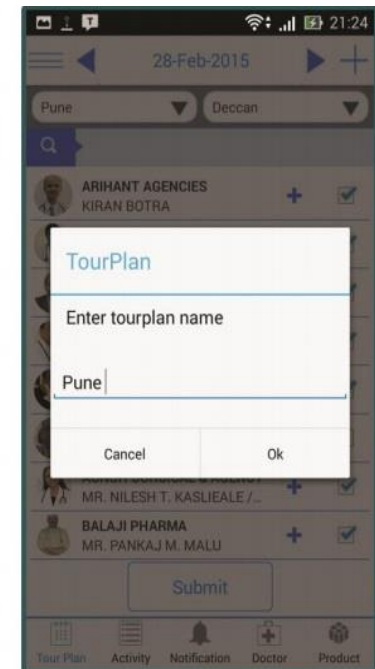 21:24
28-Feb-2015
Pune Deccan
ARIHANT AGENCIES
KIRAN BOTRA
TourPlan
Enter tourplan name
Pune
Cancel Ok
MR. NILESH T. KASLIEALE /...
BALAJI PHARMA
MR. PANKAJ M. MALU
Submit
Tour Plan Activity Notification Doctor Product